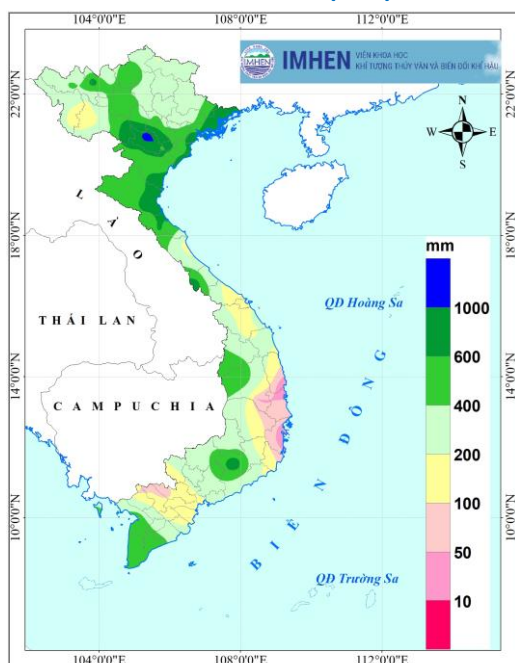 104°0'0"E 108°0'0"E 112°0'0"E
IMHEN
VIỆN KHOA HỌC
KHÍ TƯỢNG THỦY VĂN VÀ BIẾN ĐỔI KHÍ HẬU
22°0'0"N
22°0'0"N
N
W E
S
LÀO
18°0'0"N
18°0'0"N
mm
QĐ Hoàng Sa
1000
THÁI LAN
600
14°0'0"N
14°0'0"N
400
CAMPUCHIA
BIỂN ĐÔNG
200
100
10°0'0"N
10°0'0"N
50
QĐ Trường Sa
10
104°0'0"E 108°0'0"E 112°0'0"E